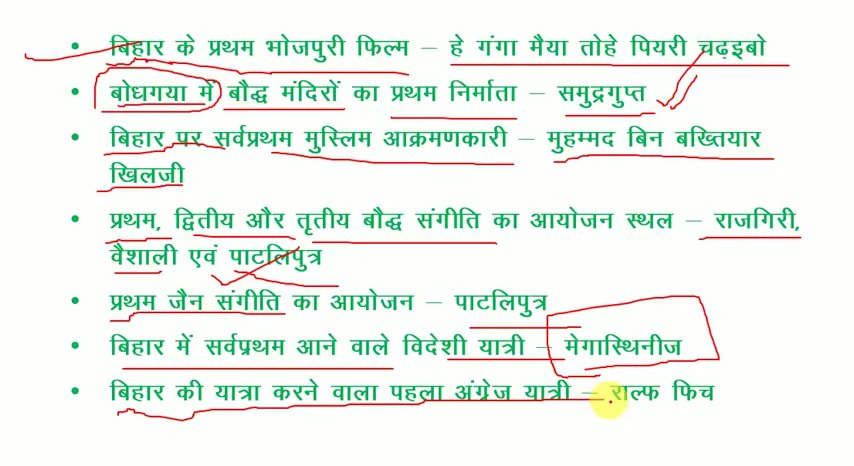 • बिहार के प्रथम भोजपुरी फिल्म – हे गंगा मैया तोहे पियरी चढ़इबो
• बोधगया में बौद्ध मंदिरों का प्रथम निर्माता – समुद्रगुप्त
• बिहार पर सर्वप्रथम मुस्लिम आक्रमणकारी – मुहम्मद बिन बख्तियार
खिलजी
• प्रथम, द्वितीय और तृतीय बौद्ध संगीति का आयोजन स्थल – राजगिरी,
वैशाली एवं पाटलिपुत्र
• प्रथम जैन संगीति का आयोजन – पाटलिपुत्र
• बिहार में सर्वप्रथम आने वाले विदेशी यात्री – मेगास्थिनीज
• बिहार की यात्रा करने वाला पहला अंग्रेज यात्री – राल्फ फिच